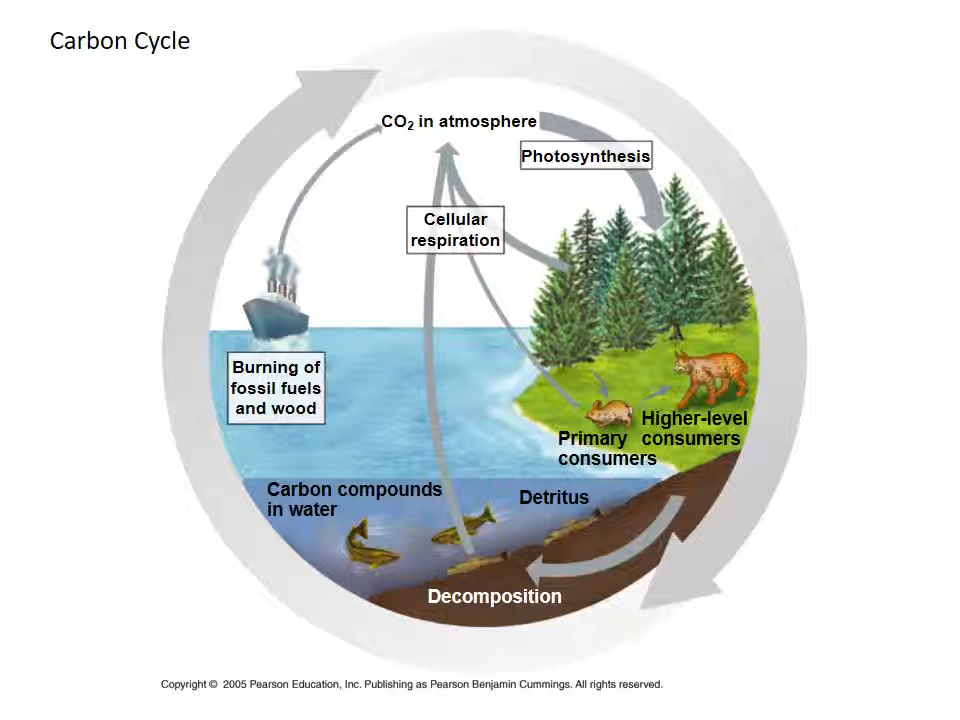 Carbon Cycle
CO₂ in atmosphere
Photosynthesis
Cellular
respiration
Burning of
fossil fuels
and wood
Higher-level
consumers
Primary
consumers
Carbon compounds
in water
Detritus
Decomposition
Copyright © 2005 Pearson Education, Inc. Publishing as Pearson Benjamin Cummings. All rights reserved.